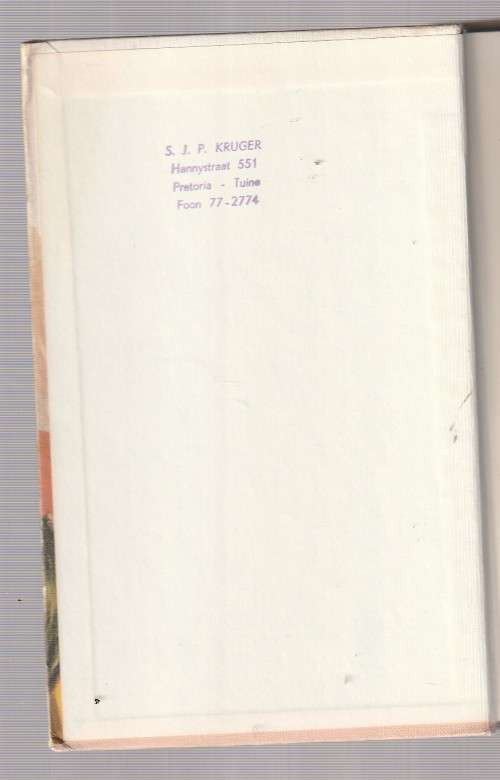 S. J. P. KRUGER
Hannystraat 551
Pretoria - Tuine
Foon 77-2774